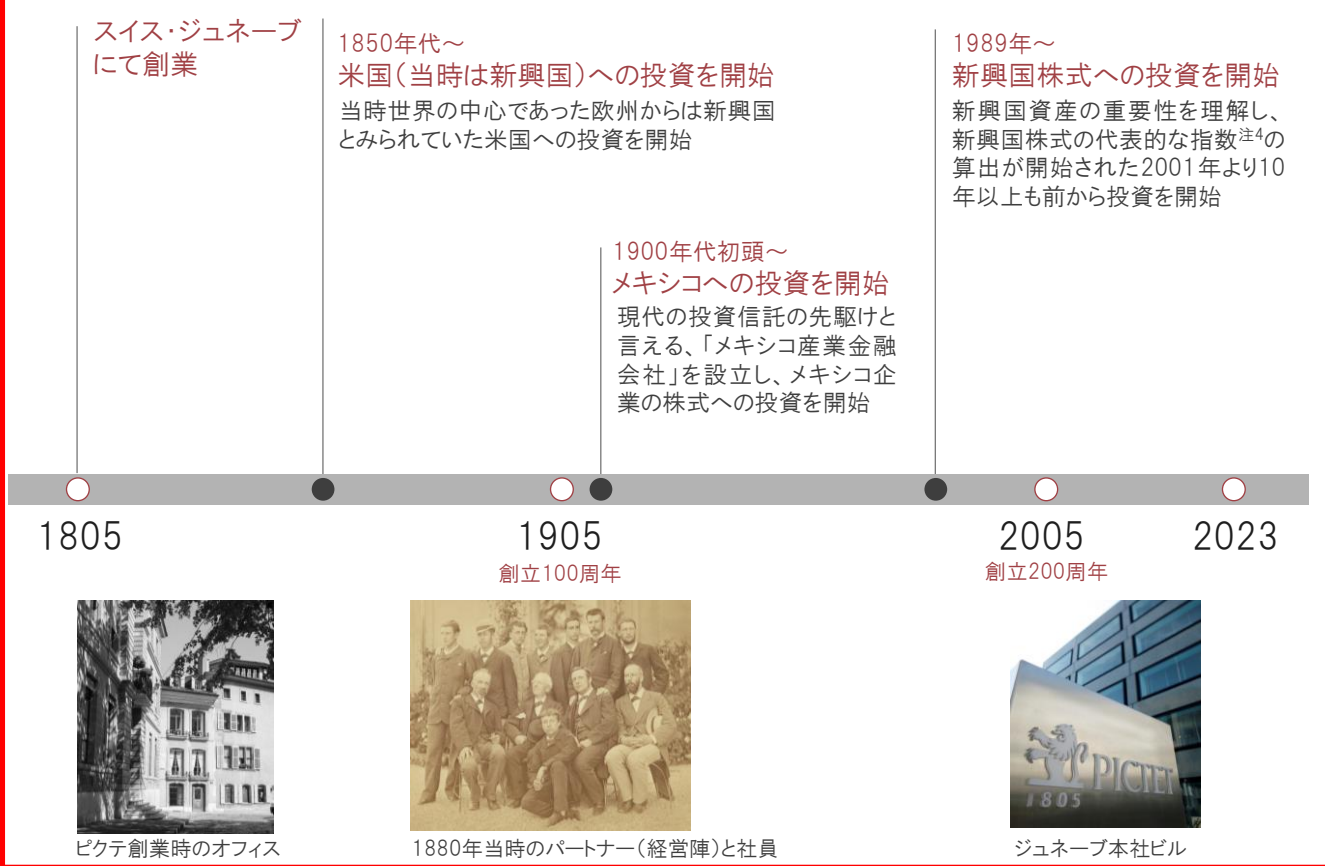 スイス・ジュネーブ
にて創業
1850年代～
米国（当時は新興国）への投資を開始
当時世界の中心であった欧州からは新興国
とみられていた米国への投資を開始
1989年～
新興国株式への投資を開始
新興国資産の重要性を理解し、
新興国株式の代表的な指数注4の
算出が開始された2001年より10
年以上も前から投資を開始
1900年代初頭～
メキシコへの投資を開始
現代の投資信託の先駆けと
言える、「メキシコ産業金融
会社」を設立し、メキシコ企
業の株式への投資を開始
1805
1905
2005
2023
創立100周年
創立200周年
PICTET
1805
ピクテ創業時のオフィス
1880年当時のパートナー（経営陣）と社員
ジュネーブ本社ビル